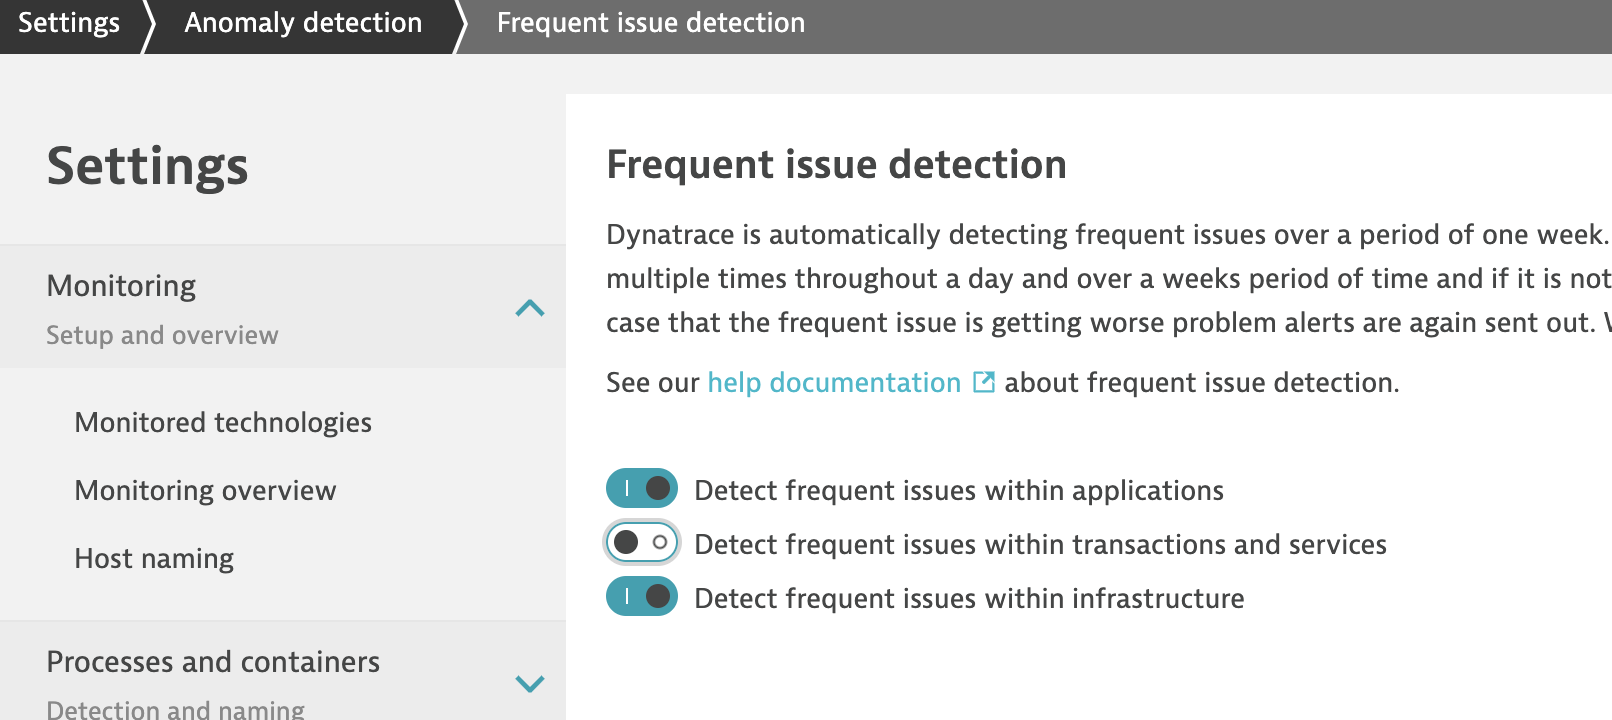 Settings
Anomaly detection
Frequent issue detection
Settings
Monitoring
Setup and overview
Monitored technologies
Monitoring overview
Host naming
Processes and containers
Detection and naming
Frequent issue detection
Dynatrace is automatically detecting frequent issues over a period of one week.
multiple times throughout a day and over a weeks period of time and if it is not
case that the frequent issue is getting worse problem alerts are again sent out.
See our help documentation about frequent issue detection.
Detect frequent issues within applications
Detect frequent issues within transactions and services
Detect frequent issues within infrastructure